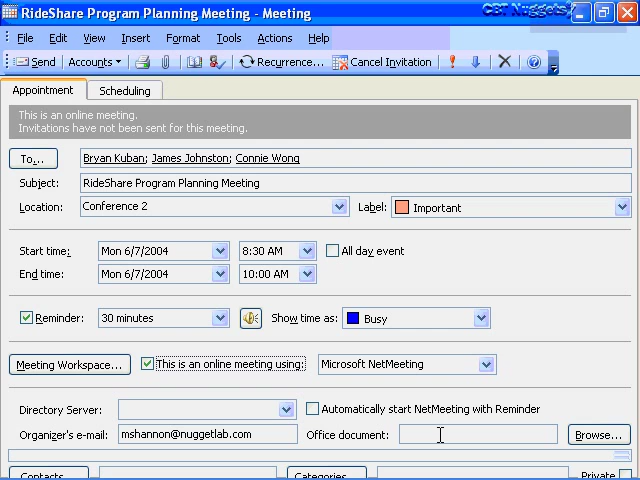 RideShare Program Planning Meeting - Meeting
CBT Nuggets
File Edit View Insert Format Tools Actions Help
Send Accounts Recurrence... Cancel Invitation
Appointment Scheduling
This is an online meeting.
Invitations have not been sent for this meeting.
To... Bryan Kuban; James Johnston; Connie Wong
Subject: RideShare Program Planning Meeting
Location: Conference 2 Label: Important
Start time: Mon 6/7/2004 8:30 AM All day event
End time: Mon 6/7/2004 10:00 AM
Reminder: 30 minutes Show time as: Busy
Meeting Workspace... This is an online meeting using: Microsoft NetMeeting
Directory Server: Automatically start NetMeeting with Reminder
Organizer's e-mail: mshannon@nuggetlab.com Office document: Browse...
Contacts... Categories... Private